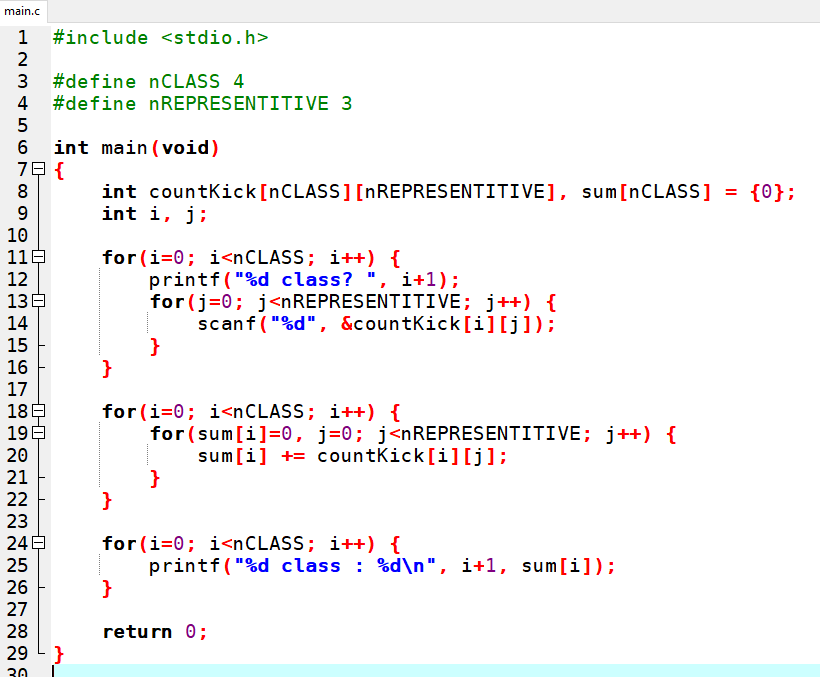 main.c
1 #include <stdio.h>
2
3 #define nCLASS 4
4 #define nREPRESENTITIVE 3
5
6 int main(void)
7 {
8     int countKick[nCLASS][nREPRESENTITIVE], sum[nCLASS] = {0};
9     int i, j;
10
11     for(i=0; i<nCLASS; i++) {
12         printf("%d class? ", i+1);
13         for(j=0; j<nREPRESENTITIVE; j++) {
14             scanf("%d", &countKick[i][j]);
15         }
16     }
17
18     for(i=0; i<nCLASS; i++) {
19         for(sum[i]=0, j=0; j<nREPRESENTITIVE; j++) {
20             sum[i] += countKick[i][j];
21         }
22     }
23
24     for(i=0; i<nCLASS; i++) {
25         printf("%d class : %d\n", i+1, sum[i]);
26     }
27
28     return 0;
29 }
30